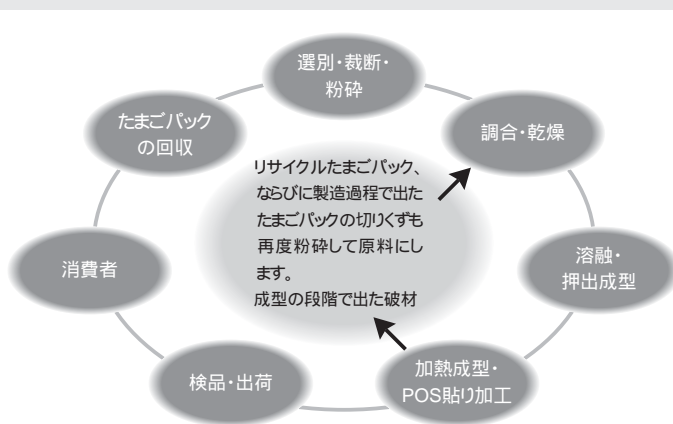 選別・裁断・
粉砕
たまごパック
の回収
調合・乾燥
リサイクルたまごパック、
ならびに製造過程で出た
たまごパックの切りくずも
再度粉砕して原料にし
ます。
成型の段階で出た破材
消費者
溶融・
押出成型
検品・出荷
加熱成型・
POS貼り加工